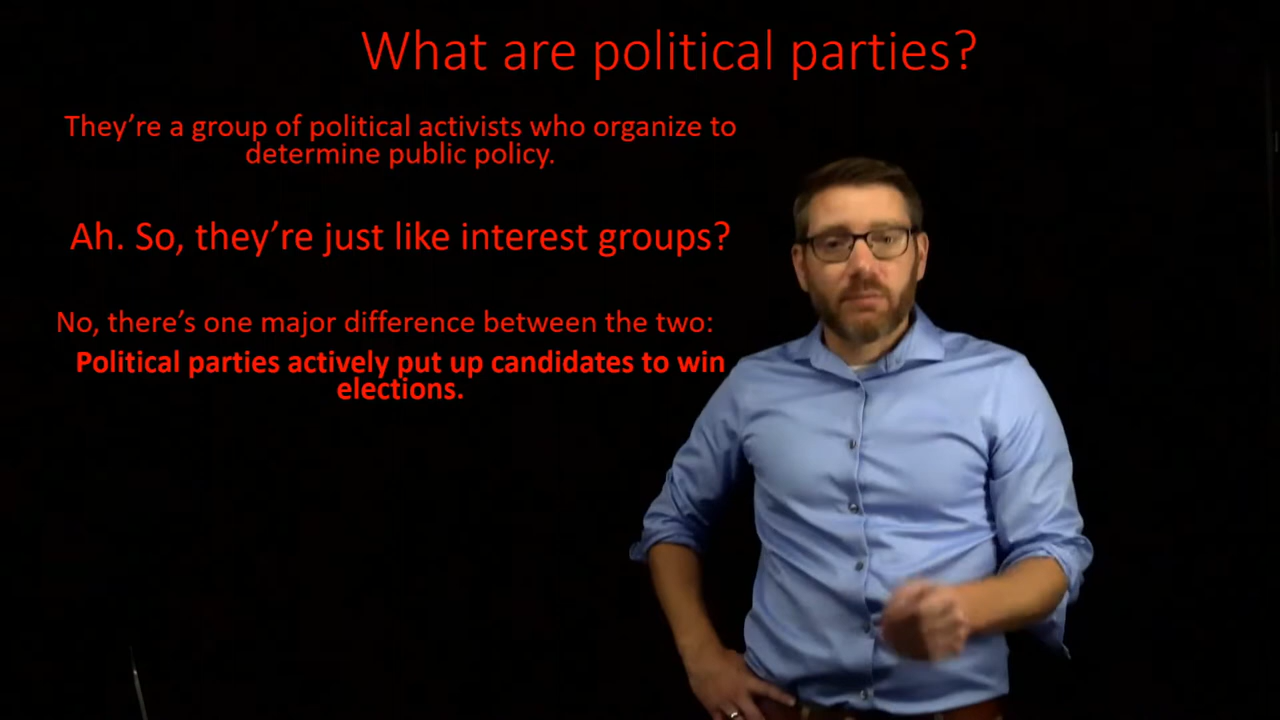 What are political parties?
They’re a group of political activists who organize to
determine public policy.
Ah. So, they’re just like interest groups?
No, there’s one major difference between the two:
Political parties actively put up candidates to win
elections.